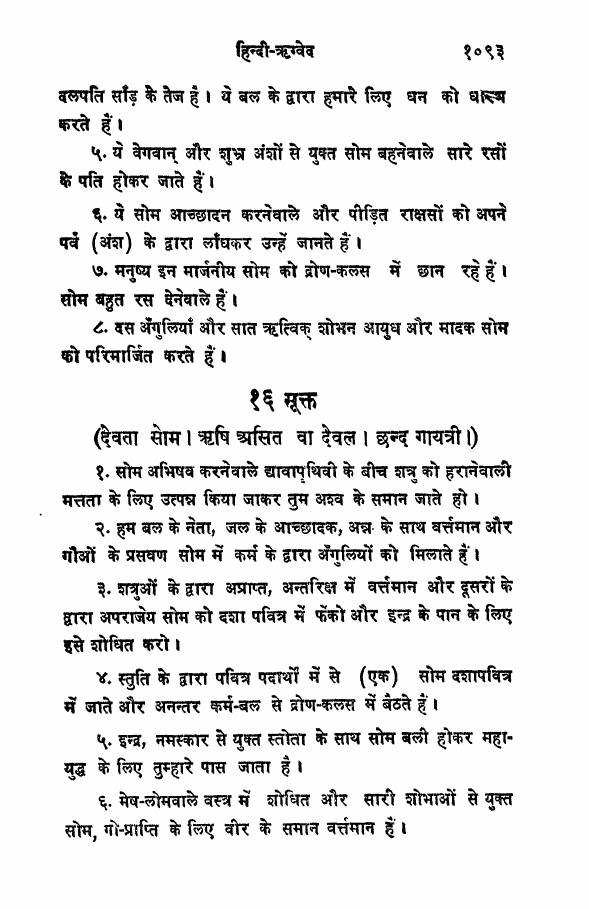 हिन्दी-ऋग्वेद १०९३
दलपति साँड़ के तेज हैं। ये बल के द्वारा हमारे लिए धन को धारण
करते हैं।
५. ये वेगवान् और शुभ्र अंशों से युक्त सोम बहनेवाले सारे रसों
के पति होकर जाते हैं।
६. ये सोम आच्छादन करनेवाले और पीड़ित राक्षसों को अपने
पर्व (अंश) के द्वारा लाँघकर उन्हें जानते हैं।
७. मनुष्य इन मार्जनीय सोम को द्रोण-कलस में छान रहे हैं।
सोम बहुत रस देनेवाले हैं।
८. दस अँगुलियाँ और सात ऋत्विक् शोभन आयुध और मादक सोम
को परिमार्जित करते हैं।
१६ सूक्त
(देवता सोम। ऋषि असित वा देवल। छन्द गायत्री।)
१. सोम अभिषव करनेवाले द्यावापृथिवी के बीच शत्रु को हरानेवाली
मत्तता के लिए उत्पन्न किया जाकर तुम अश्व के समान जाते हो।
२. हम बल के नेता, जल के आच्छादक, अन्न के साथ वर्त्तमान और
गौओं के प्रसवण सोम में कर्म के द्वारा अँगुलियों को मिलाते हैं।
३. शत्रुओं के द्वारा अप्राप्त, अन्तरिक्ष में वर्त्तमान और दूसरों के
द्वारा अपराजेय सोम को दशा पवित्र में फेंको और इन्द्र के पान के लिए
इसे शोधित करो।
४. स्तुति के द्वारा पवित्र पदार्थों में से (एक) सोम दशापवित्र
में जाते और अनन्तर कर्म-बल से द्रोण-कलस में बैठते हैं।
५. इन्द्र, नमस्कार से युक्त स्तोता के साथ सोम बली होकर महा-
युद्ध के लिए तुम्हारे पास जाता है।
६. मेष-लोमवाले वस्त्र में शोधित और सारी शोभाओं से युक्त
सोम, गो-प्राप्ति के लिए वीर के समान वर्त्तमान हैं।